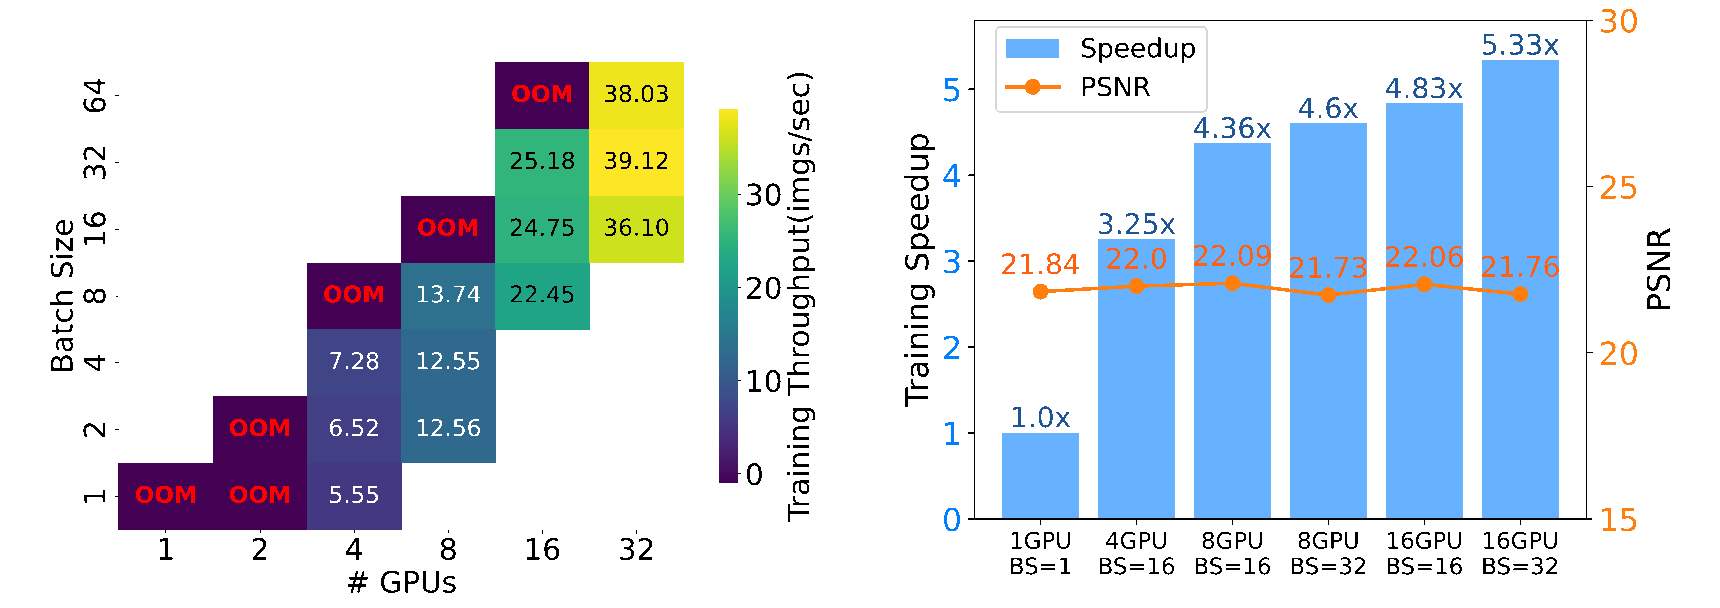 Batch Size
64
32
16
8
4
2
1
OOM 38.03
25.18 39.12
OOM 24.75 36.10
OOM 13.74 22.45
7.28 12.55
OOM 6.52 12.56
OOM OOM 5.55
1 2 4 8 16 32
# GPUs
30
20
10
0
Training Throughput(imgs/sec)
Training Speedup
5
4
3
2
1
0
Speedup
PSNR
1.0x 3.25x 4.36x 4.6x 4.83x 5.33x
21.84 22.0 22.09 21.73 22.06 21.76
1GPU 4GPU 8GPU 8GPU 16GPU 16GPU
BS=1 BS=16 BS=16 BS=32 BS=16 BS=32
30
25
20
15
PSNR